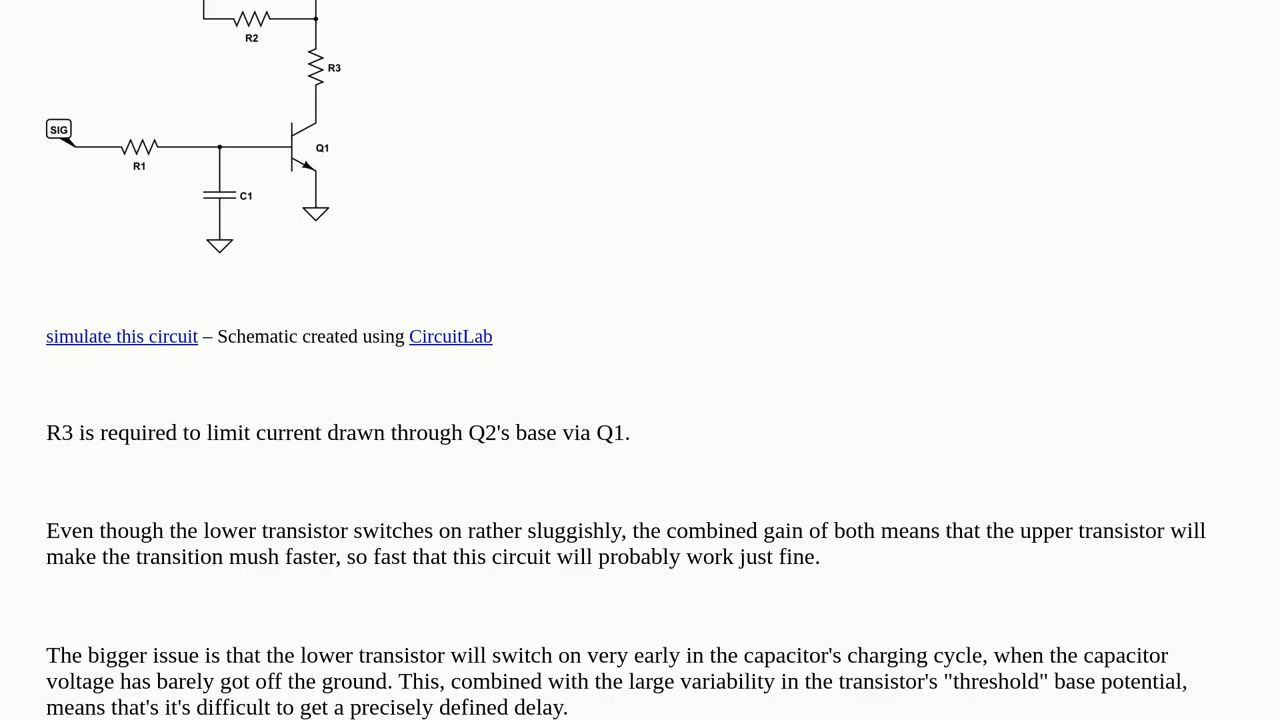 R2
R3
SIG
Q1
R1
C1
simulate this circuit – Schematic created using CircuitLab
R3 is required to limit current drawn through Q2's base via Q1.
Even though the lower transistor switches on rather sluggishly, the combined gain of both means that the upper transistor will
make the transition mush faster, so fast that this circuit will probably work just fine.
The bigger issue is that the lower transistor will switch on very early in the capacitor's charging cycle, when the capacitor
voltage has barely got off the ground. This, combined with the large variability in the transistor's "threshold" base potential,
means that's it's difficult to get a precisely defined delay.